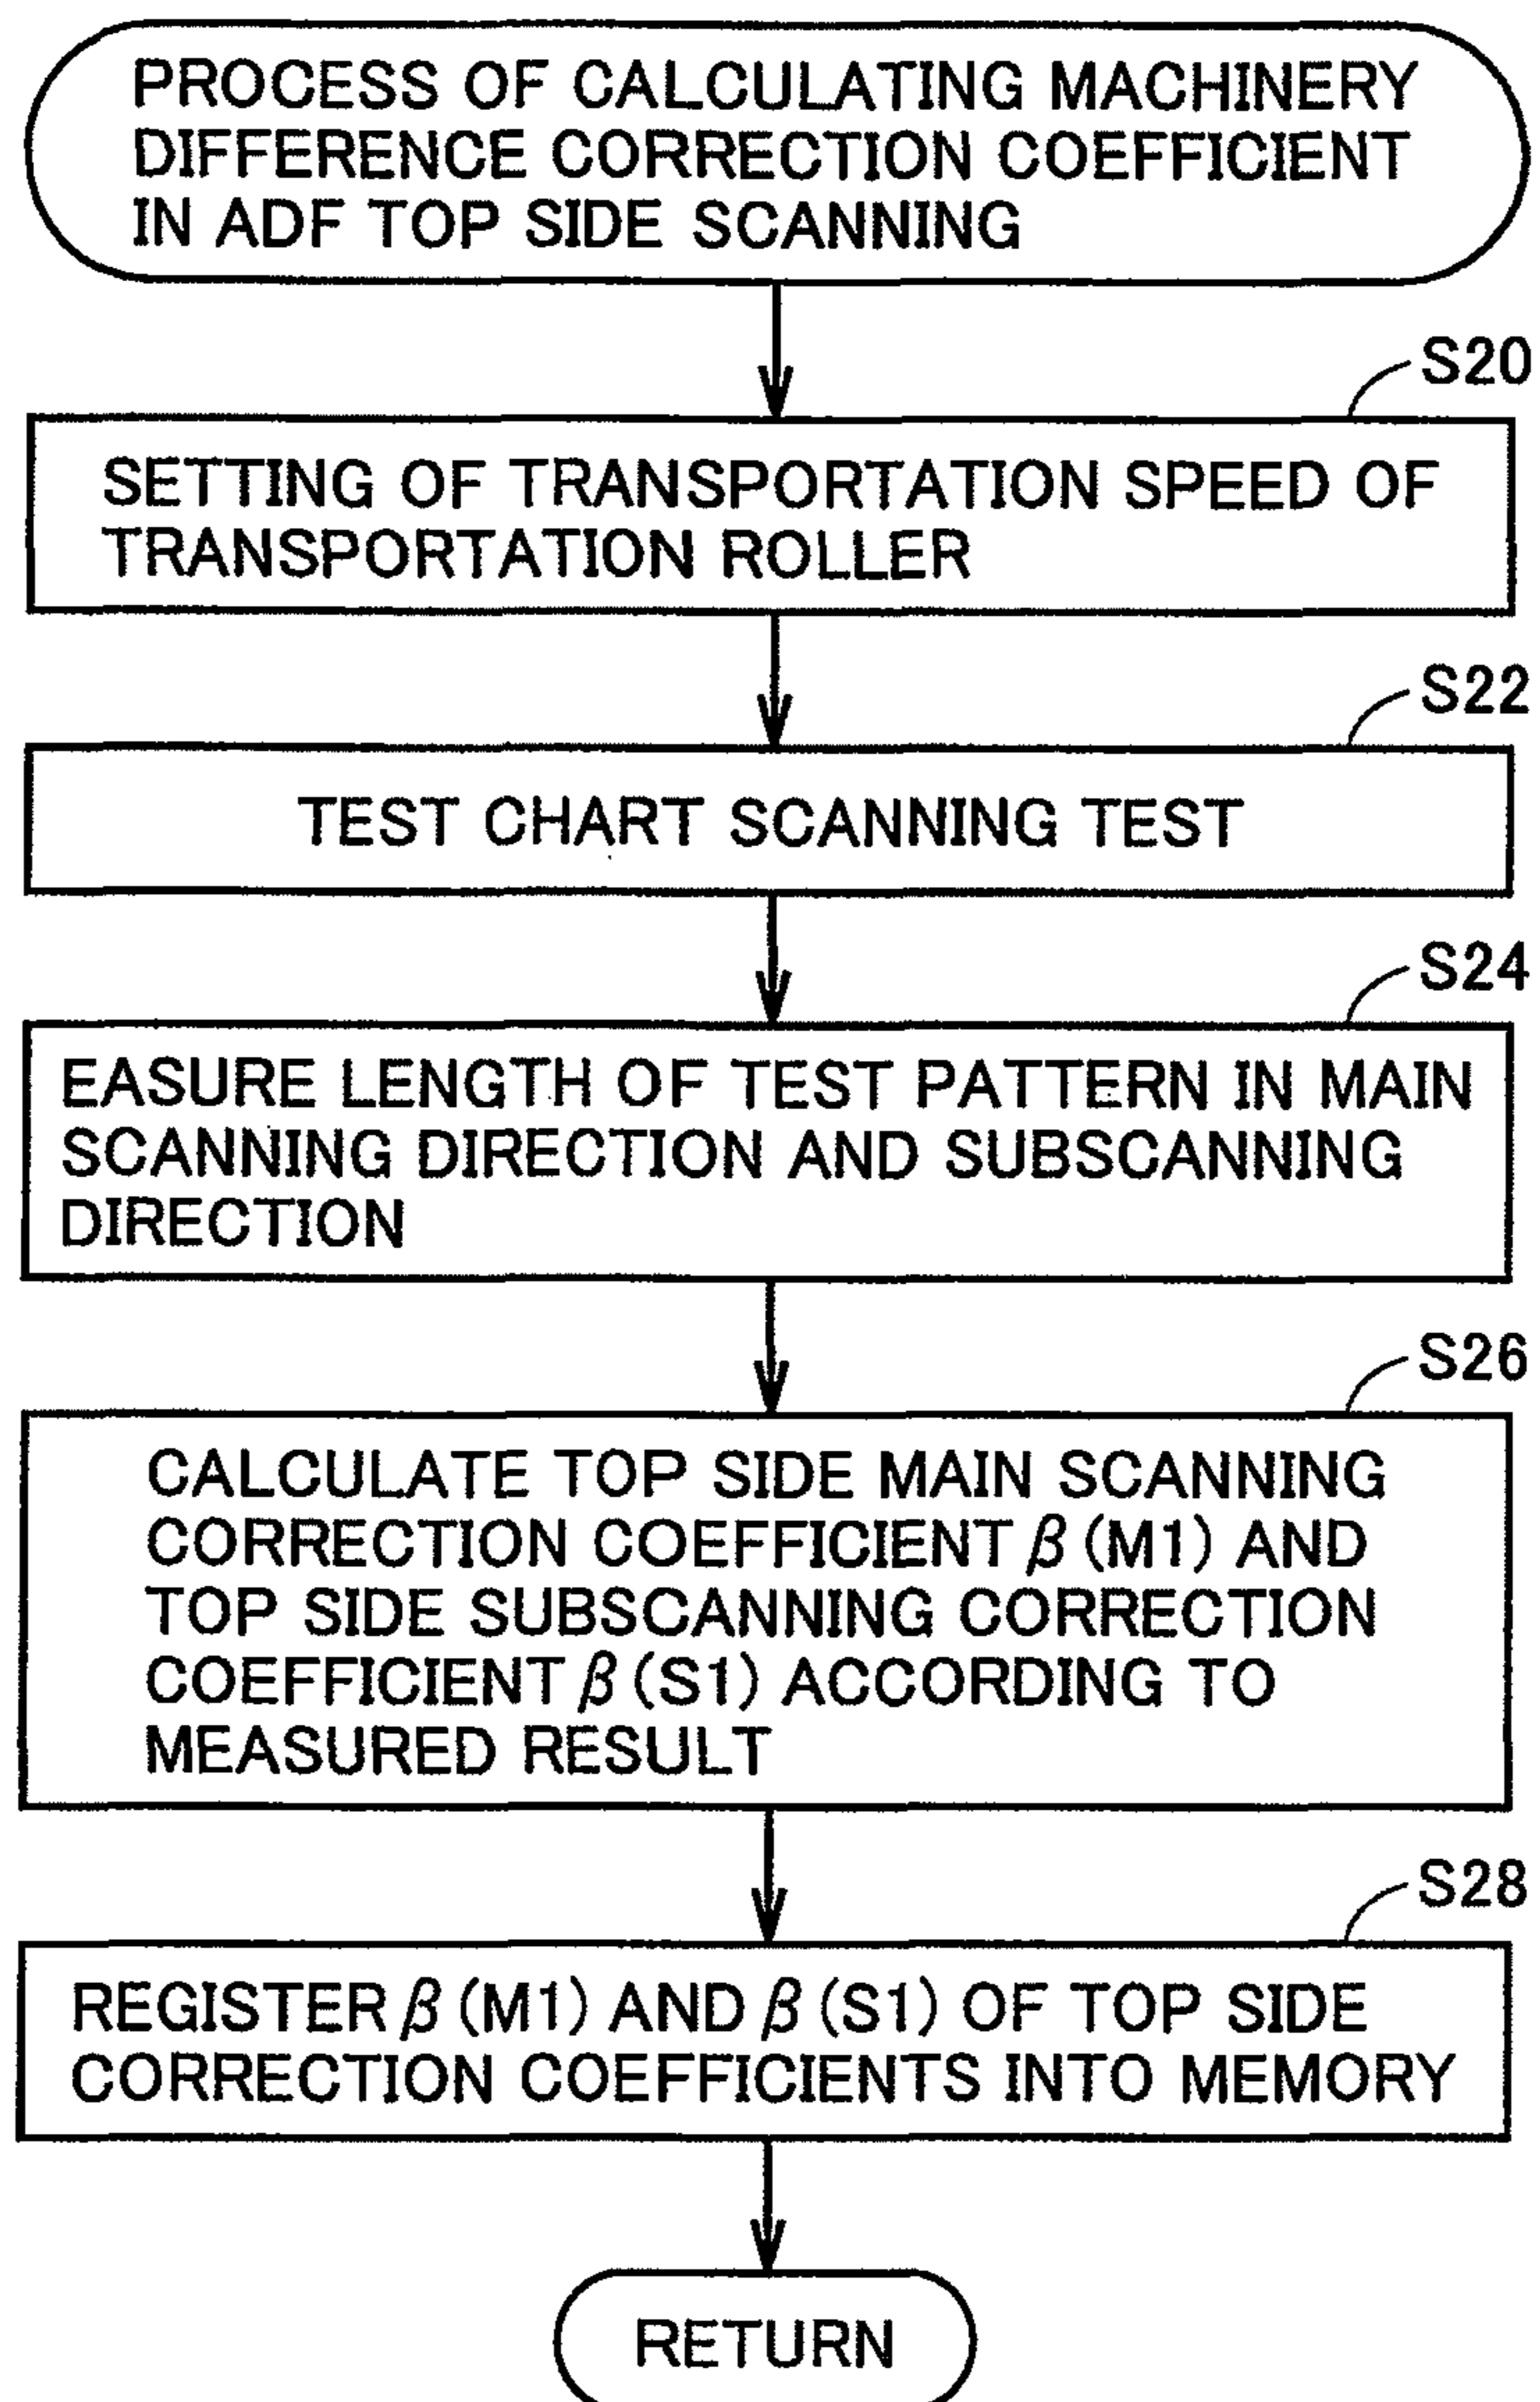 PROCESS OF CALCULATING MACHINERY
DIFFERENCE CORRECTION COEFFICIENT
IN ADF TOP SIDE SCANNING
S20
SETTING OF TRANSPORTATION SPEED OF
TRANSPORTATION ROLLER
S22
TEST CHART SCANNING TEST
S24
EASURE LENGTH OF TEST PATTERN IN MAIN
SCANNING DIRECTION AND SUBSCANNING
DIRECTION
S26
CALCULATE TOP SIDE MAIN SCANNING
CORRECTION COEFFICIENT β (M1) AND
TOP SIDE SUBSCANNING CORRECTION
COEFFICIENT β (S1) ACCORDING TO
MEASURED RESULT
S28
REGISTER β (M1) AND β (S1) OF TOP SIDE
CORRECTION COEFFICIENTS INTO MEMORY
RETURN